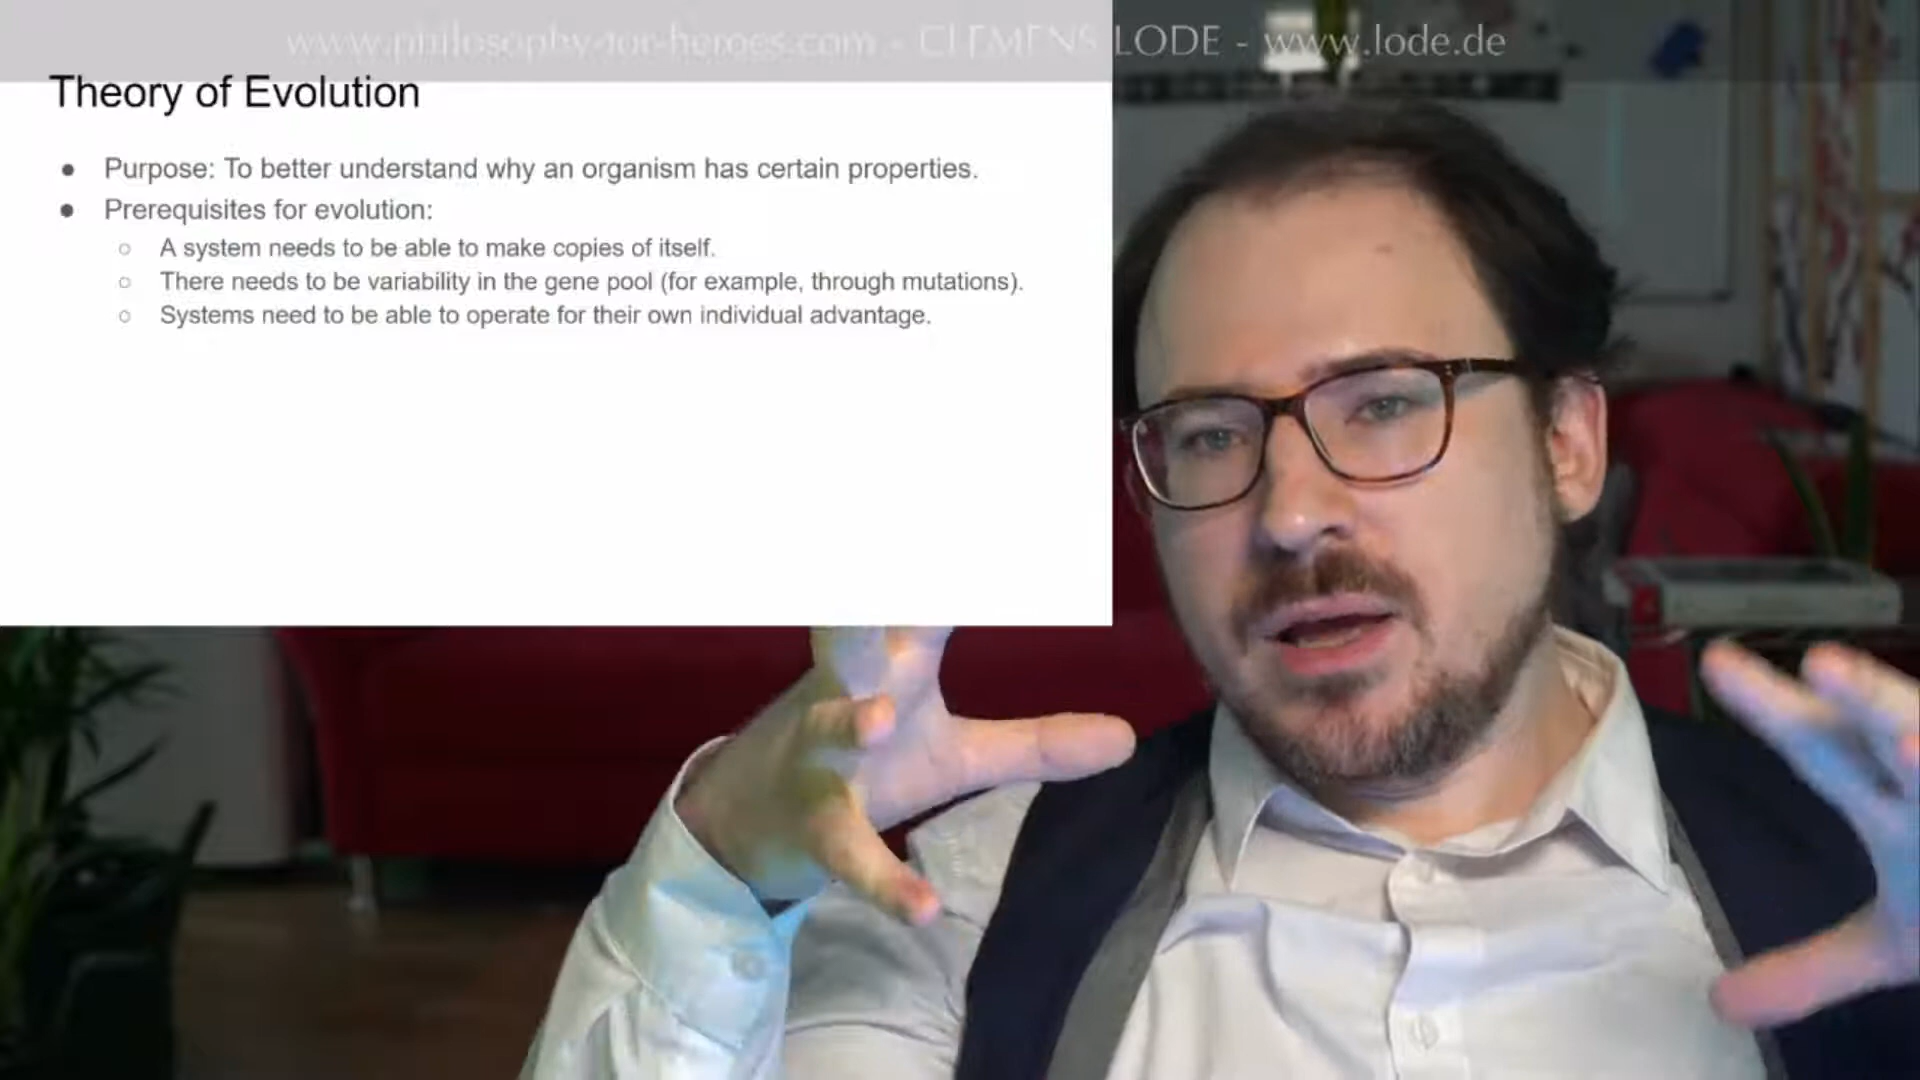 www.philosophy-for-heroes.com - CLEMENS LODE - www.lode.de
Theory of Evolution
● Purpose: To better understand why an organism has certain properties.
● Prerequisites for evolution:
○ A system needs to be able to make copies of itself.
○ There needs to be variability in the gene pool (for example, through mutations).
○ Systems need to be able to operate for their own individual advantage.